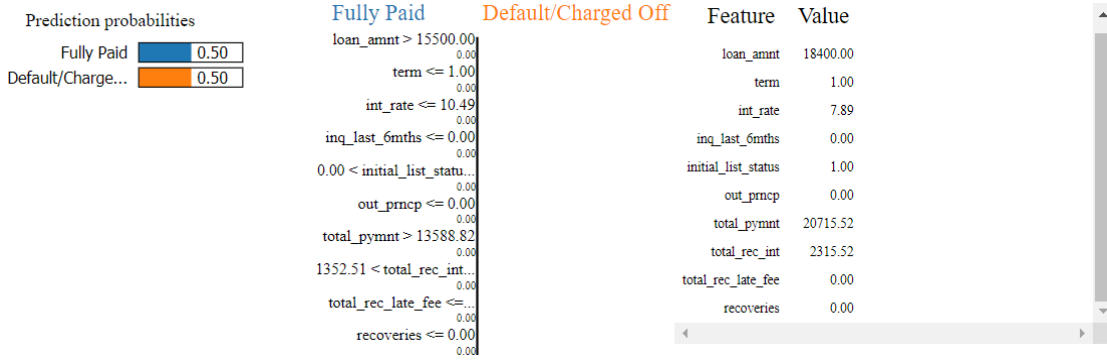 Prediction probabilities
Fully Paid 0.50
Default/Charge... 0.50
Fully Paid Default/Charged Off
loan_amnt > 15500.00
0.00
term <= 1.00
0.00
int_rate <= 10.49
0.00
inq_last_6mths <= 0.00
0.00
0.00 < initial_list_statu...
0.00
out_prncp <= 0.00
0.00
total_pymnt > 13588.82
0.00
1352.51 < total_rec_int...
0.00
total_rec_late_fee <=...
0.00
recoveries <= 0.00
0.00
Feature Value
loan_amnt 18400.00
term 1.00
int_rate 7.89
inq_last_6mths 0.00
initial_list_status 1.00
out_prncp 0.00
total_pymnt 20715.52
total_rec_int 2315.52
total_rec_late_fee 0.00
recoveries 0.00